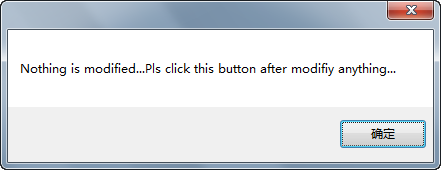 Nothing is modified...Pls click this button after modifiy anything...
确定